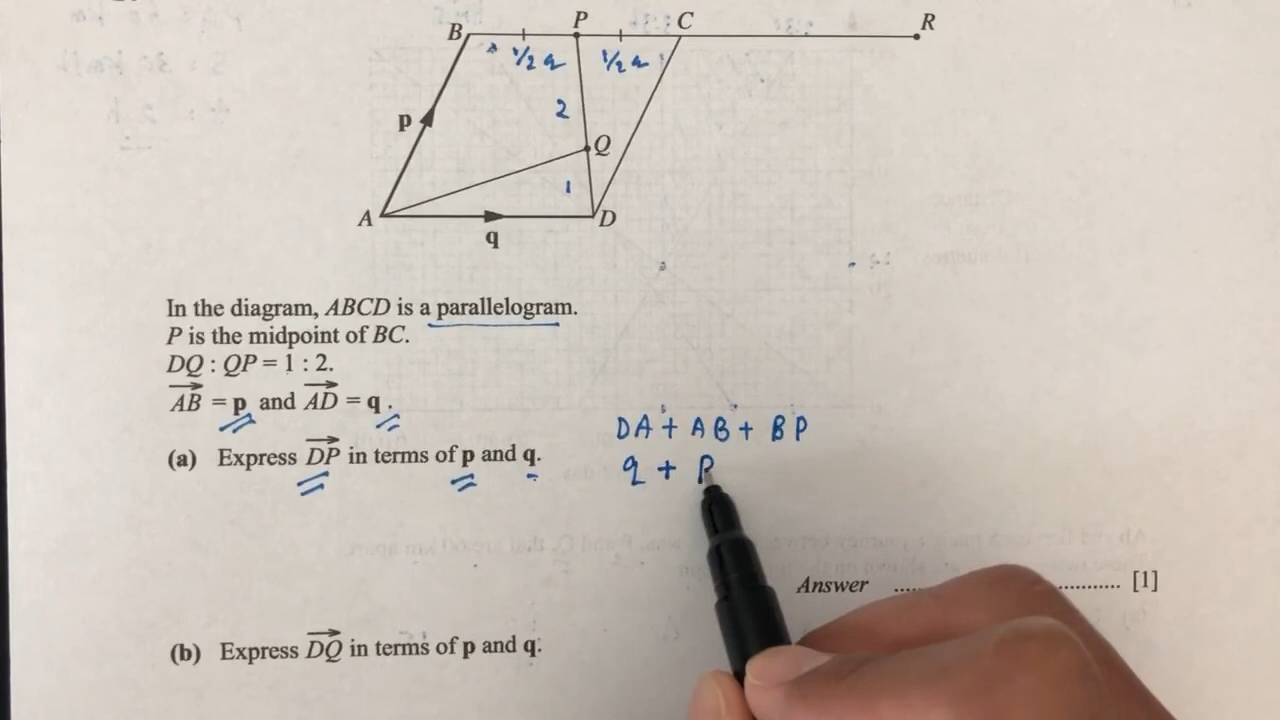 B P C R
½ q ½ q
p 2
Q
1
A D
q
In the diagram, ABCD is a parallelogram.
P is the midpoint of BC.
DQ : QP = 1 : 2.
AB = p and AD = q .
DA + AB + BP
(a) Express DP in terms of p and q.
q + p
Answer .................... [1]
(b) Express DQ in terms of p and q.